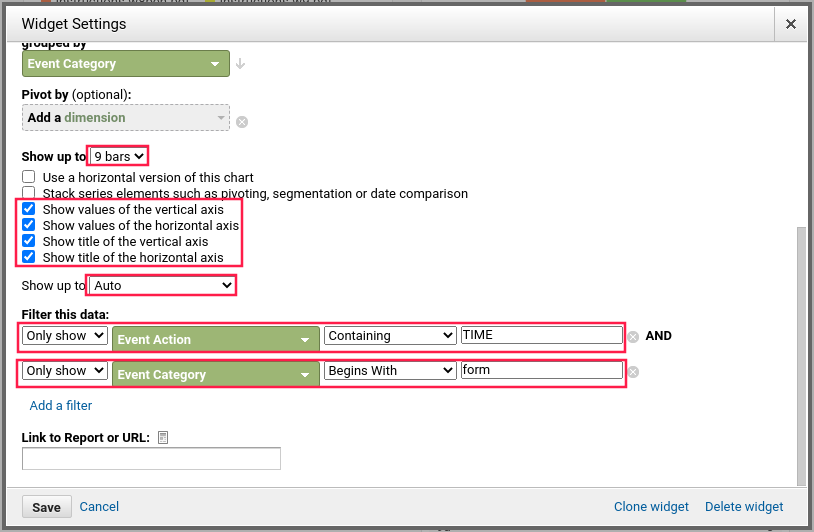 Widget Settings
grouped by
Event Category
Pivot by (optional):
Add a dimension
Show up to 9 bars
Use a horizontal version of this chart
Stack series elements such as pivoting, segmentation or date comparison
Show values of the vertical axis
Show values of the horizontal axis
Show title of the vertical axis
Show title of the horizontal axis
Show up to Auto
Filter this data:
Only show Event Action Containing TIME AND
Only show Event Category Begins With form
Add a filter
Link to Report or URL:
Save Cancel Clone widget Delete widget